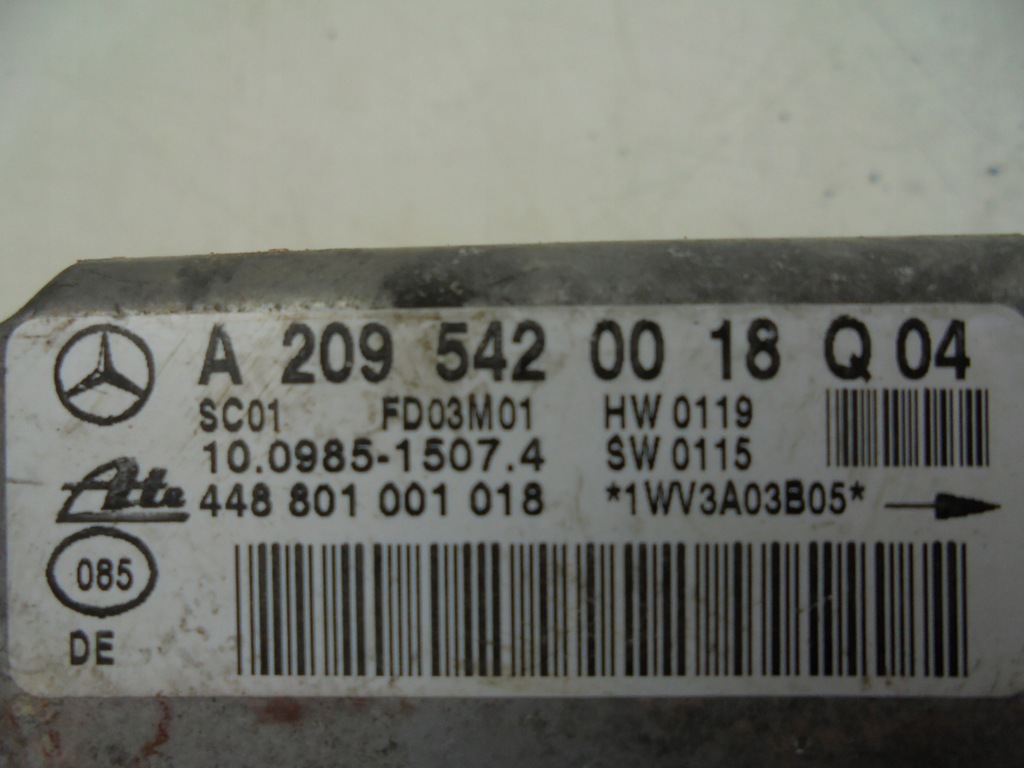 A 209 542 00 18 Q 04
SC01 FD03M01 HW 0119
10.0985-1507.4 SW 0115
Ate 448 801 001 018 *1WV3A03B05*
085
DE